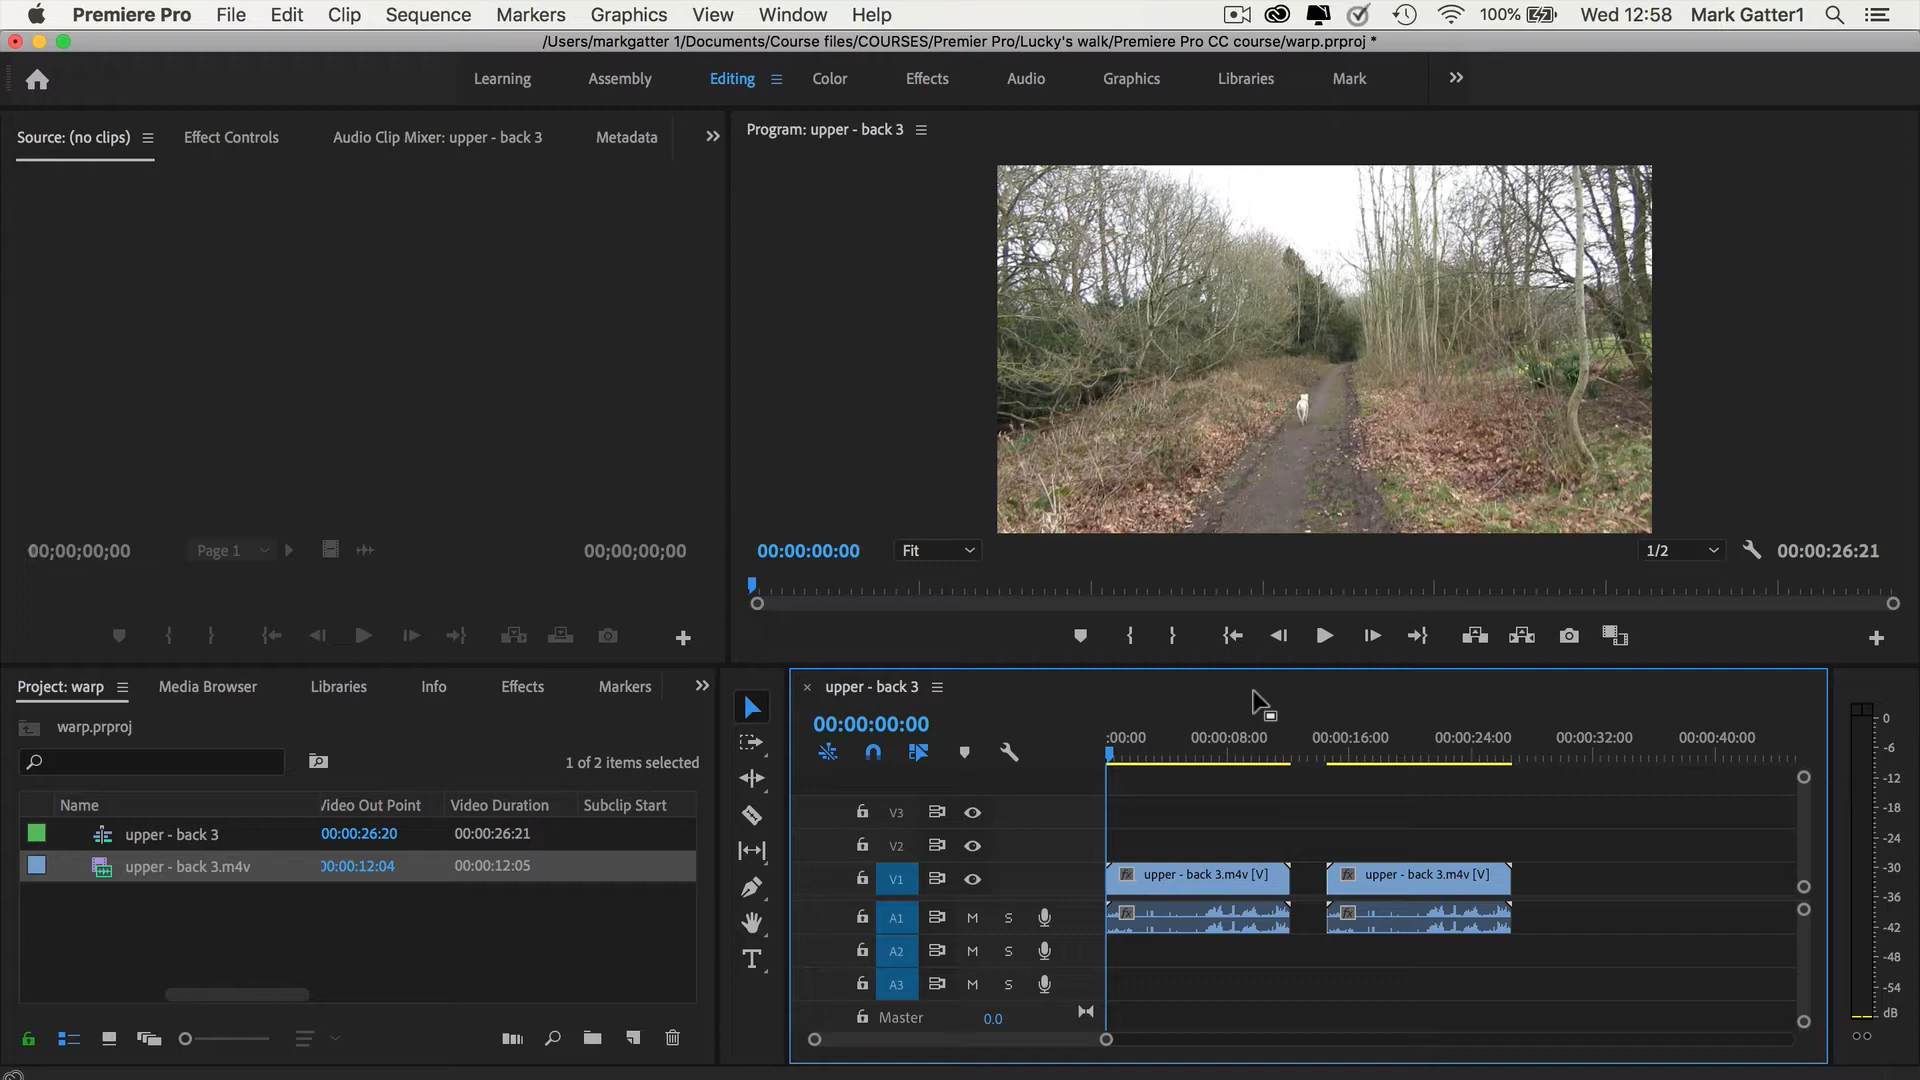 Premiere Pro File Edit Clip Sequence Markers Graphics View Window Help 100% Wed 12:58 Mark Gatter1
/Users/markgatter 1/Documents/Course files/COURSES/Premier Pro/Lucky's walk/Premiere Pro CC course/warp.prproj *
Learning Assembly Editing Color Effects Audio Graphics Libraries Mark
Source: (no clips) Effect Controls Audio Clip Mixer: upper - back 3 Metadata
Program: upper - back 3
00;00;00;00 Page 1 00;00;00;00
00:00:00:00 Fit 1/2 00:00:26:21
Project: warp Media Browser Libraries Info Effects Markers
warp.prproj
1 of 2 items selected
Name /ideo Out Point Video Duration Subclip Start
upper - back 3 00:00:26:20 00:00:26:21
upper - back 3.m4v 00:00:12:04 00:00:12:05
upper - back 3
00:00:00:00
:00:00 00:00:08:00 00:00:16:00 00:00:24:00 00:00:32:00 00:00:40:00
V3
V2
V1 fx upper - back 3.m4v [V] fx upper - back 3.m4v [V]
A1 M S fx fx
A2 M S
A3 M S
Master 0.0
0
-6
-12
-18
-24
-30
-36
-42
-48
-54
dB